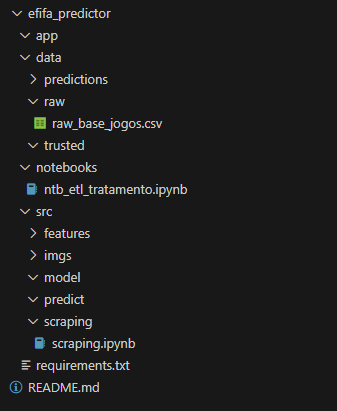 efifa_predictor
app
data
predictions
raw
raw_base_jogos.csv
trusted
notebooks
ntb_etl_tratamento.ipynb
src
features
imgs
model
predict
scraping
scraping.ipynb
requirements.txt
README.md